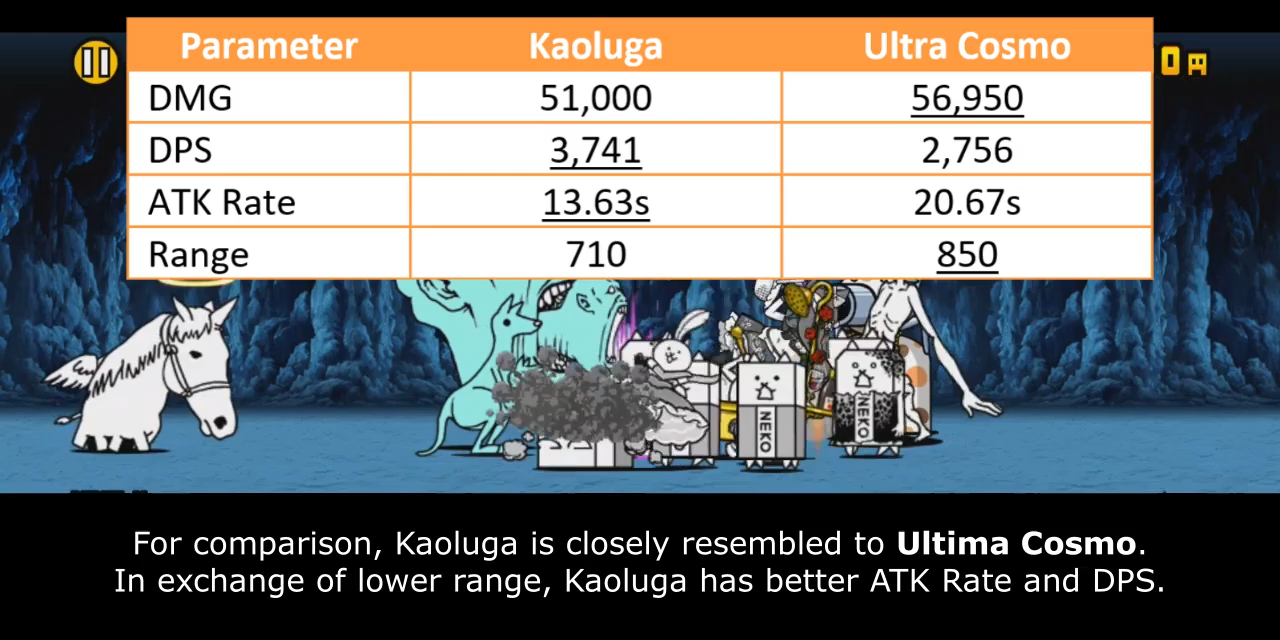 Parameter Kaoluga Ultra Cosmo
DMG 51,000 56,950
DPS 3,741 2,756
ATK Rate 13.63s 20.67s
Range 710 850
NEKO
NEKO
For comparison, Kaoluga is closely resembled to Ultima Cosmo.
In exchange of lower range, Kaoluga has better ATK Rate and DPS.